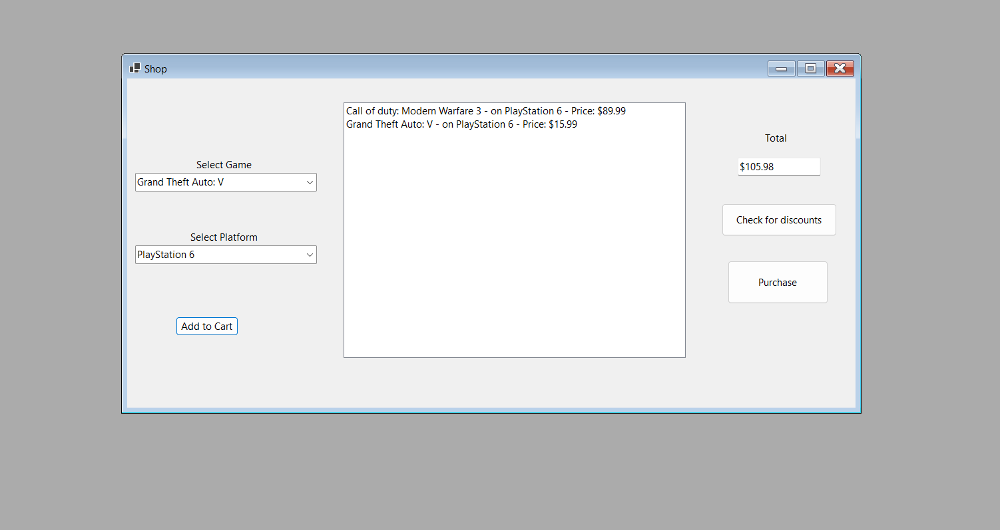 Shop
Select Game
Grand Theft Auto: V
Select Platform
PlayStation 6
Add to Cart
Call of duty: Modern Warfare 3 - on PlayStation 6 - Price: $89.99
Grand Theft Auto: V - on PlayStation 6 - Price: $15.99
Total
$105.98
Check for discounts
Purchase